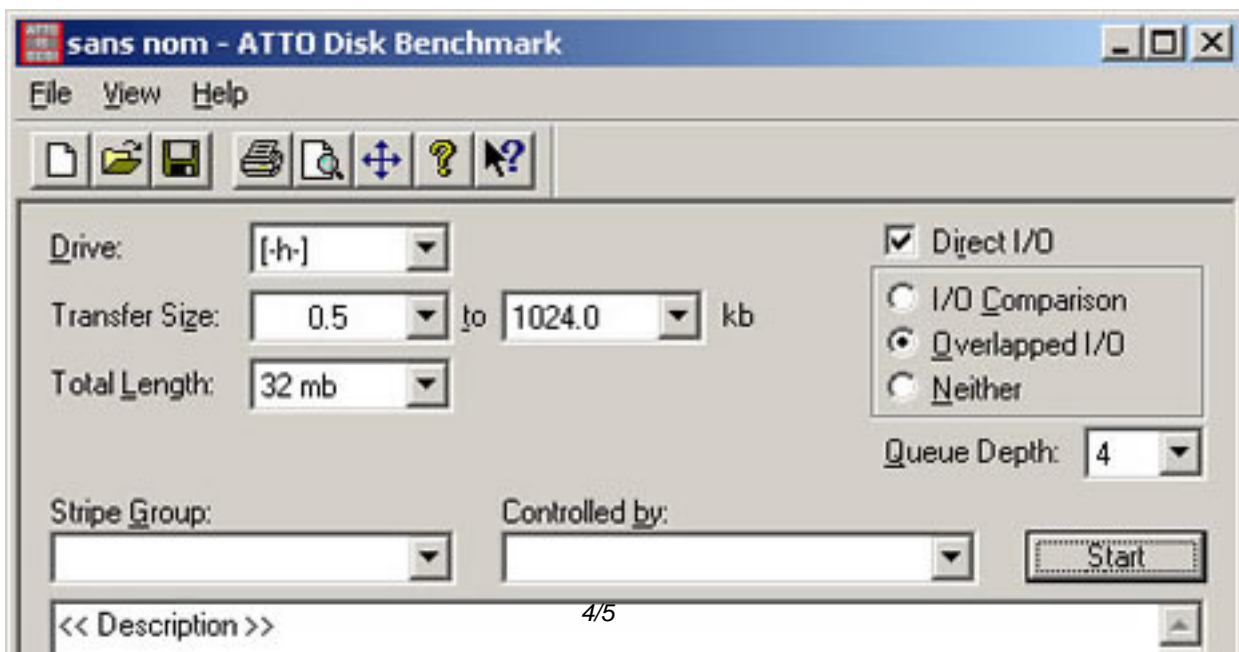 sans nom - ATTO Disk Benchmark
File View Help
Drive: [-h-]
Direct I/O
Transfer Size: 0.5 to 1024.0 kb
I/O Comparison
Overlapped I/O
Total Length: 32 mb
Neither
Queue Depth: 4
Stripe Group:
Controlled by:
Start
<< Description >>
4/5